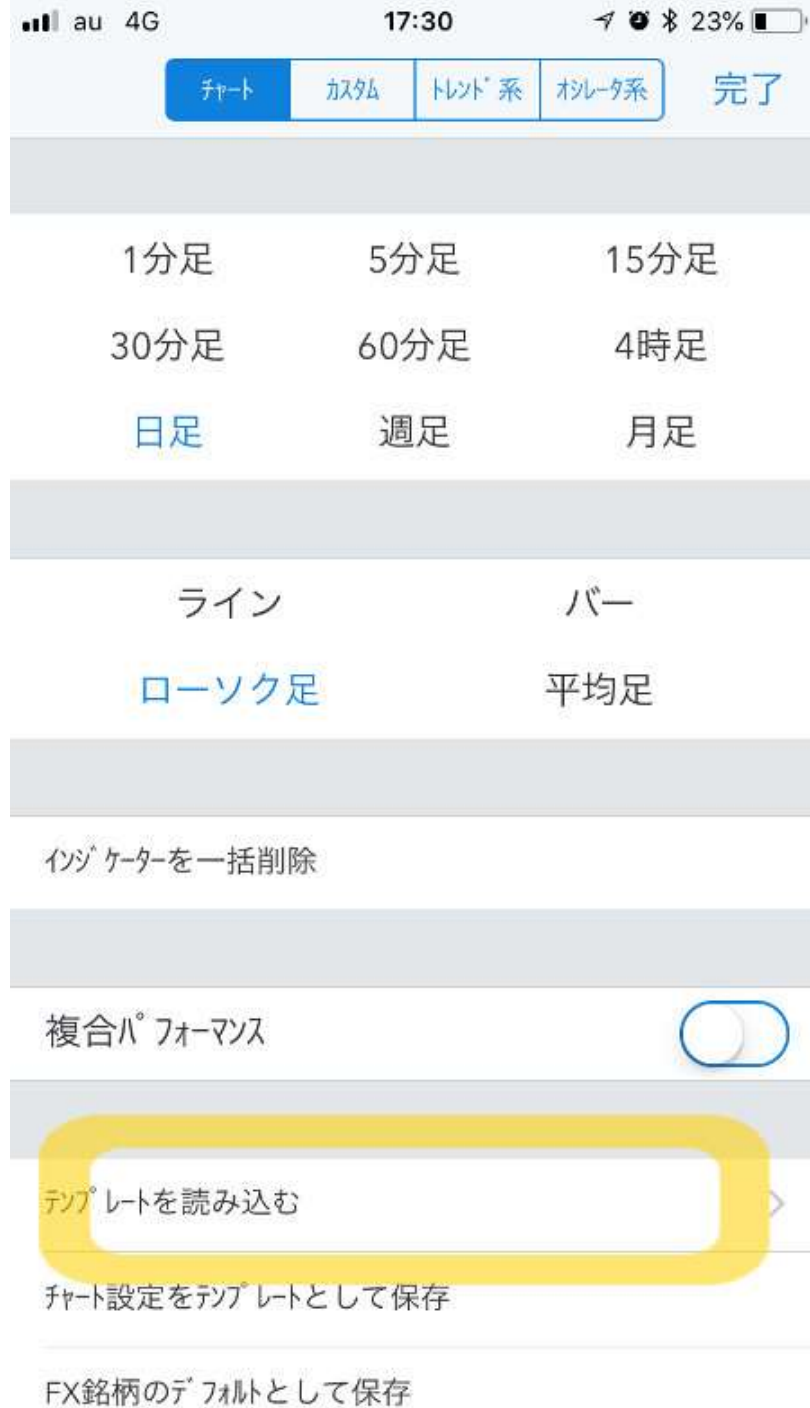 au 4G 17:30 23%
ﾁｬｰﾄ ｶｽﾀﾑ ﾄﾚﾝﾄﾞ系 ｵｼﾚｰﾀ系 完了
1分足 5分足 15分足
30分足 60分足 4時足
日足 週足 月足
ライン バー
ローソク足 平均足
ｲﾝｼﾞｹｰﾀｰを一括削除
複合ﾊﾟﾌｫｰﾏﾝｽ
ﾃﾝﾌﾟﾚｰﾄを読み込む
ﾁｬｰﾄ設定をﾃﾝﾌﾟﾚｰﾄとして保存
FX銘柄のﾃﾞﾌｫﾙﾄとして保存